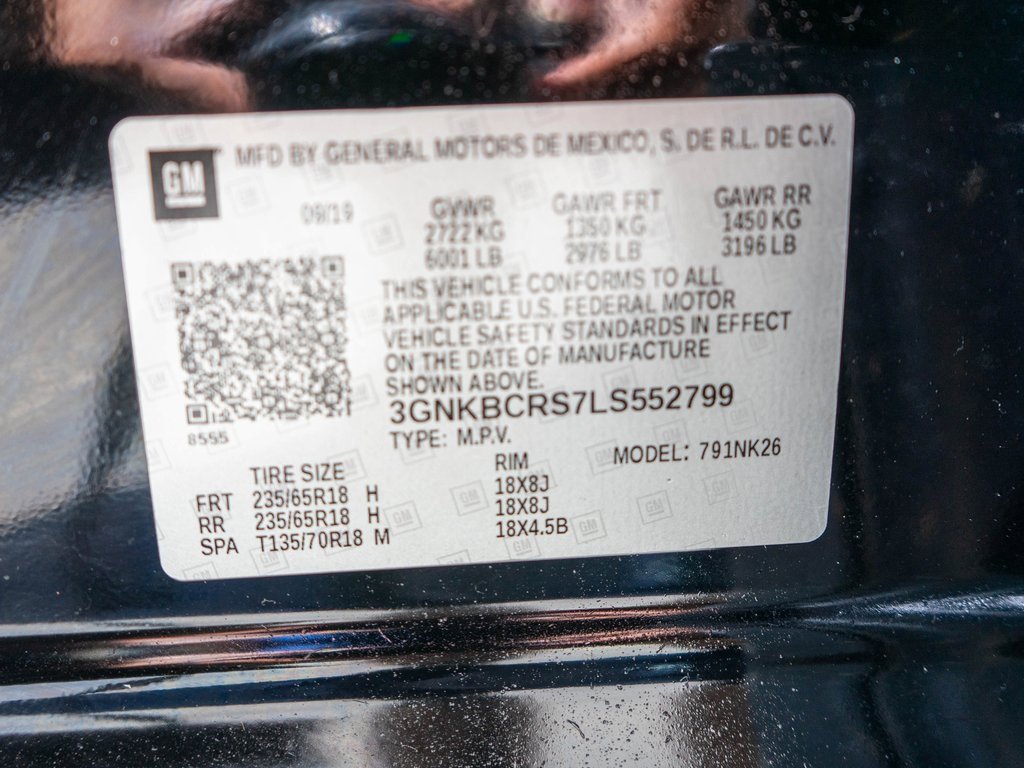 GM MFD BY GENERAL MOTORS DE MEXICO, S. DE R.L. DE C.V.
09/19 GVWR GAWR FRT GAWR RR
2722 KG 1350 KG 1450 KG
6001 LB 2976 LB 3196 LB
THIS VEHICLE CONFORMS TO ALL
APPLICABLE U.S. FEDERAL MOTOR
VEHICLE SAFETY STANDARDS IN EFFECT
ON THE DATE OF MANUFACTURE
SHOWN ABOVE.
3GNKBCRS7LS552799
8555
TYPE: M.P.V. MODEL: 791NK26
TIRE SIZE RIM
FRT 235/65R18 H 18X8J
RR 235/65R18 H 18X8J
SPA T135/70R18 M 18X4.5B